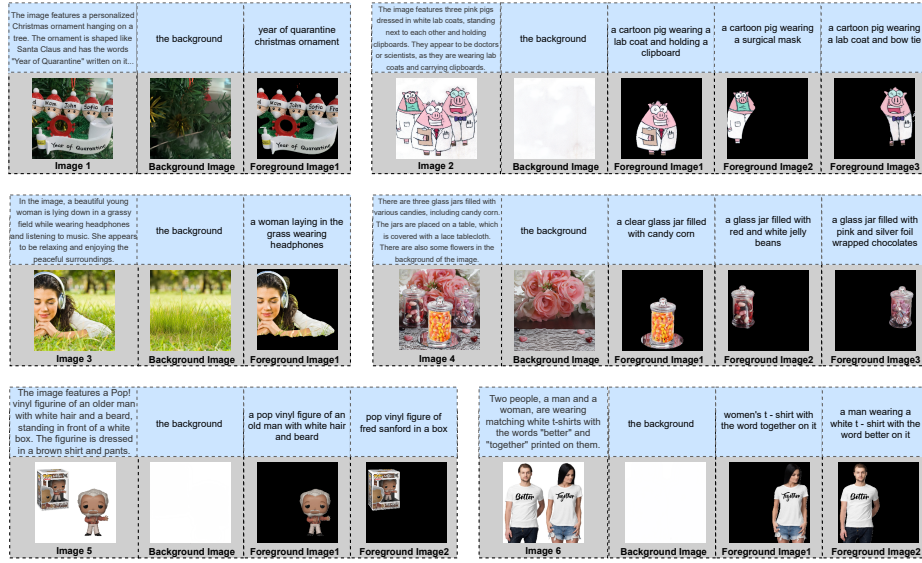 The image features a personalized
Christmas ornament hanging on a
tree. The ornament is shaped like
Santa Claus and has the words
"Year of Quarantine" written on it...
the background
year of quarantine
christmas ornament
Mom John Sofia
Year of Quarantine
Year of Quarantine
Image 1
Background Image
Foreground Image1
The image features three pink pigs
dressed in white lab coats, standing
next to each other and holding
clipboards. They appear to be doctors
or scientists, as they are wearing lab
coats and carrying clipboards.
the background
a cartoon pig wearing a
lab coat and holding a
clipboard
a cartoon pig wearing
a surgical mask
a cartoon pig wearing
a lab coat and bow tie
Image 2
Background Image
Foreground Image1
Foreground Image2
Foreground Image3
In the image, a beautiful young
woman is lying down in a grassy
field while wearing headphones
and listening to music. She appears
to be relaxing and enjoying the
peaceful surroundings.
the background
a woman laying in the
grass wearing
headphones
Image 3
Background Image
Foreground Image1
There are three glass jars filled with
various candies, including candy corn.
The jars are placed on a table, which
is covered with a lace tablecloth.
There are also some flowers in the
background of the image.
the background
a clear glass jar filled
with candy corn
a glass jar filled with
red and white jelly
beans
a glass jar filled with
pink and silver foil
wrapped chocolates
Image 4
Background Image
Foreground Image1
Foreground Image2
Foreground Image3
The image features a Pop!
vinyl figurine of an older man
with white hair and a beard,
standing in front of a white
box. The figurine is dressed
in a brown shirt and pants.
the background
a pop vinyl figure of an
old man with white hair
and beard
pop vinyl figure of
fred sanford in a box
Image 5
Background Image
Foreground Image1
Foreground Image2
Two people, a man and a
woman, are wearing
matching white t-shirts with
the words "better" and
"together" printed on them.
the background
women's t - shirt with
the word together on it
a man wearing a
white t - shirt with the
word better on it
Better
Together
Together
Better
Image 6
Background Image
Foreground Image1
Foreground Image2